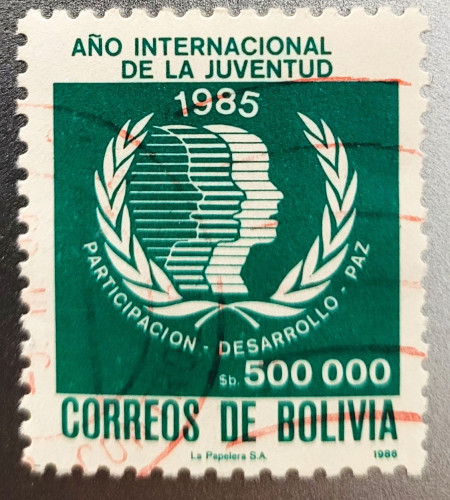 AÑO INTERNACIONAL
DE LA JUVENTUD
1985
PARTICIPACION - DESARROLLO - PAZ
$b. 500 000
CORREOS DE BOLIVIA
La Papelera S.A. 1986